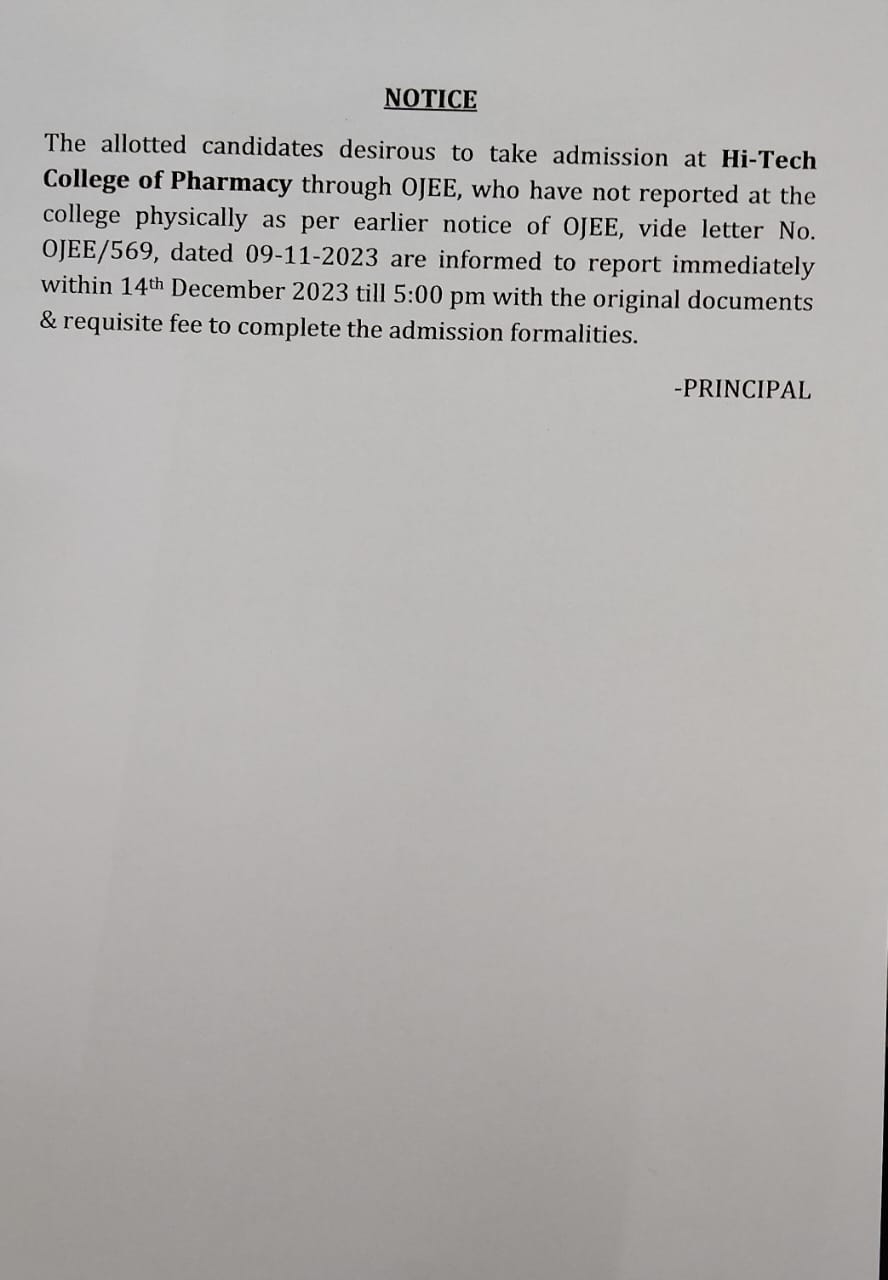 NOTICE
The allotted candidates desirous to take admission at Hi-Tech
College of Pharmacy through OJEE, who have not reported at the
college physically as per earlier notice of OJEE, vide letter No.
OJEE/569, dated 09-11-2023 are informed to report immediately
within 14th December 2023 till 5:00 pm with the original documents
& requisite fee to complete the admission formalities.
-PRINCIPAL